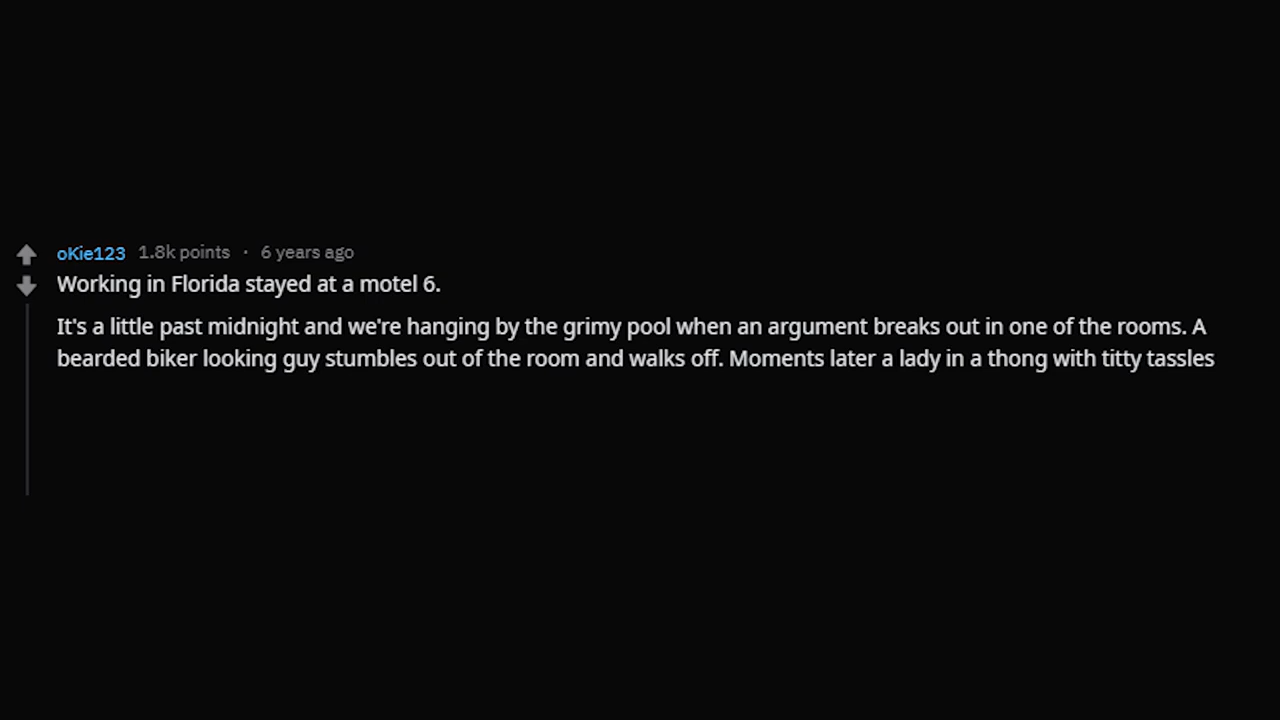 oKie123 1.8k points · 6 years ago
Working in Florida stayed at a motel 6.
It's a little past midnight and we're hanging by the grimy pool when an argument breaks out in one of the rooms. A
bearded biker looking guy stumbles out of the room and walks off. Moments later a lady in a thong with titty tassles